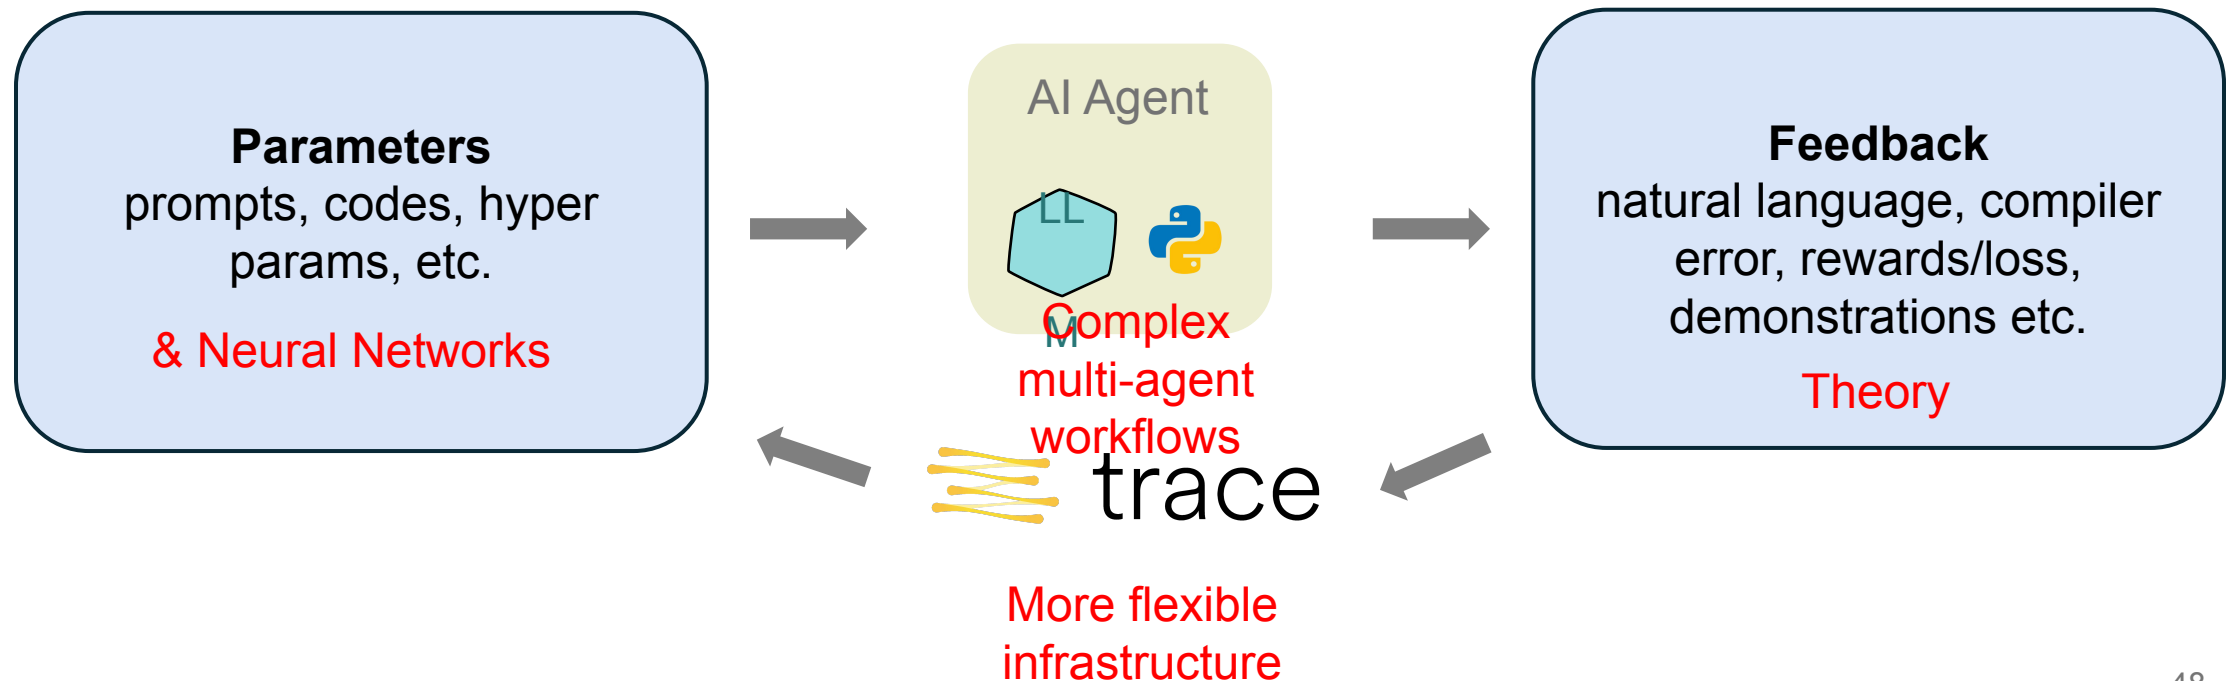 Parameters
prompts, codes, hyper
params, etc.
& Neural Networks
AI Agent
LL
M
Complex
multi-agent
workflows
trace
More flexible
infrastructure
Feedback
natural language, compiler
error, rewards/loss,
demonstrations etc.
Theory
48